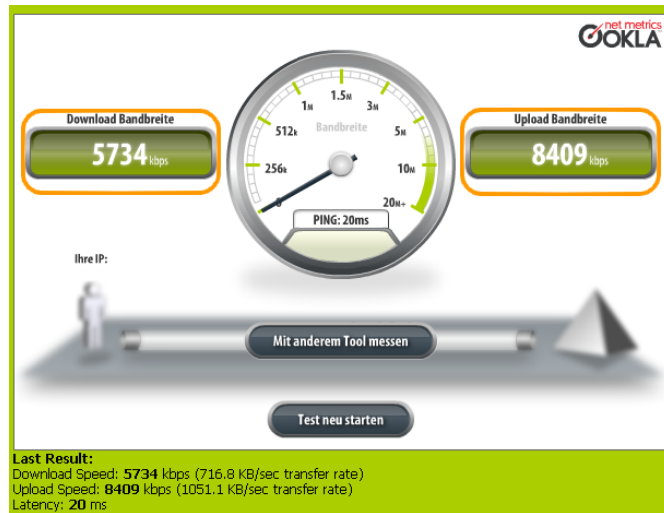 net metrics
OOKLA
Download Bandbreite
5734 kbps
Upload Bandbreite
8409 kbps
Bandbreite
256k
512k
1M
1.5M
3M
5M
10M
20M+
PING: 20ms
Ihre IP:
Mit anderem Tool messen
Test neu starten
Last Result:
Download Speed: 5734 kbps (716.8 KB/sec transfer rate)
Upload Speed: 8409 kbps (1051.1 KB/sec transfer rate)
Latency: 20 ms